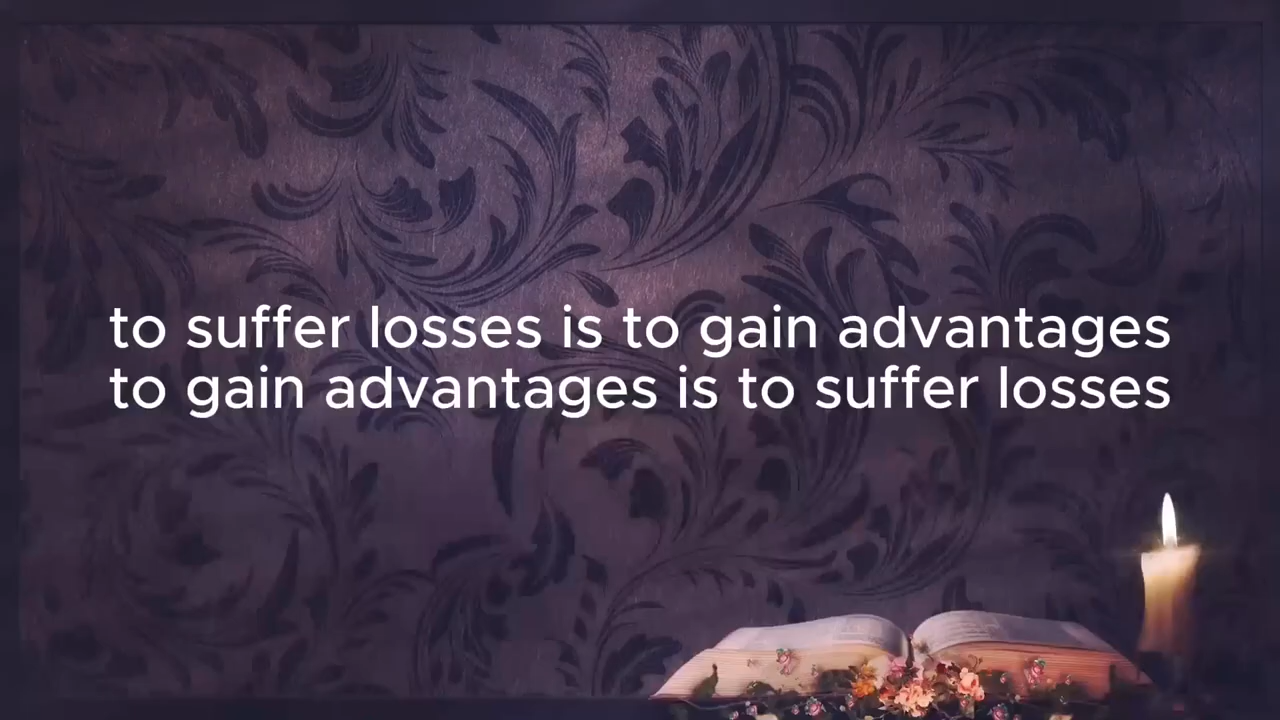 to suffer losses is to gain advantages
to gain advantages is to suffer losses